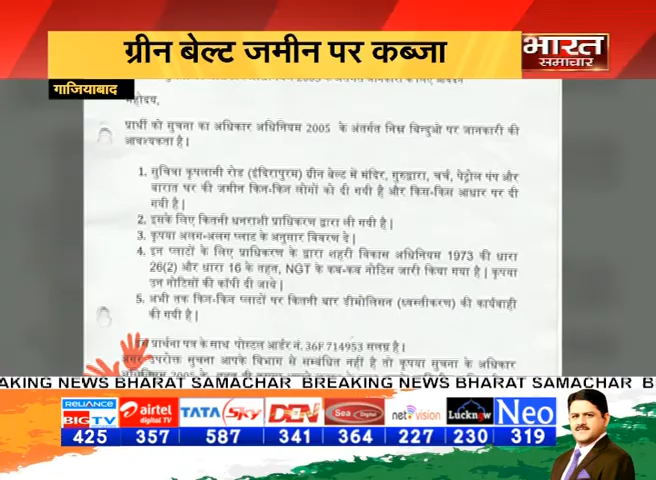 ग्रीन बेल्ट जमीन पर कब्जा
भारत
समाचार
गाजियाबाद
महोदय,
प्रार्थी को सुचना का अधिकार अधिनियम 2005 के अंतर्गत निम्न बिन्दुओ पर जानकारी की
आवश्यकता है।
1. सुचित्रा कृपलानी रोड (इंदिरापुरम) ग्रीन बेल्ट में मंदिर, गुरुद्वारा, चर्च, पेट्रोल पंप और
बारात घर की जमीन किन-किन लोगों को दी गयी है और किस-किस आधार पर दी
गयी है।
2. इसके लिए कितनी धनराशी प्राधिकरण द्वारा ली गयी है।
3. कृपया अलग-अलग प्लाड के अनुसार विवरण दे।
4. इन प्लाटों के लिए प्राधिकरण के द्वारा शहरी विकास अधिनियम 1973 की धारा
26(2) और धारा 16 के तहत, NGT के कब-कब नोटिस जारी किया गया है। कृपया
उन नोटिसों की कॉपी दी जाये।
5. अभी तक किन-किन प्लाटों पर कितनी बार डीमोलिसन (ध्वस्तीकरण) की कार्यवाही
की गयी है।
प्रार्थना पत्र के साथ पोस्टल आर्डर नं. 36F 714953 सलग्न है।
अगर उपरोक्त सुचना आपके विभाग से सम्बंधित नहीं है तो कृपया सुचना के अधिकार
AKING NEWS BHARAT SAMACHAR BREAKING NEWS BHARAT SAMACHAR B
RELIANCE BIG TV airtel digital TV TATA Sky DEN Sea Digital net vision Lucknow Neo
425 357 587 341 364 227 230 319